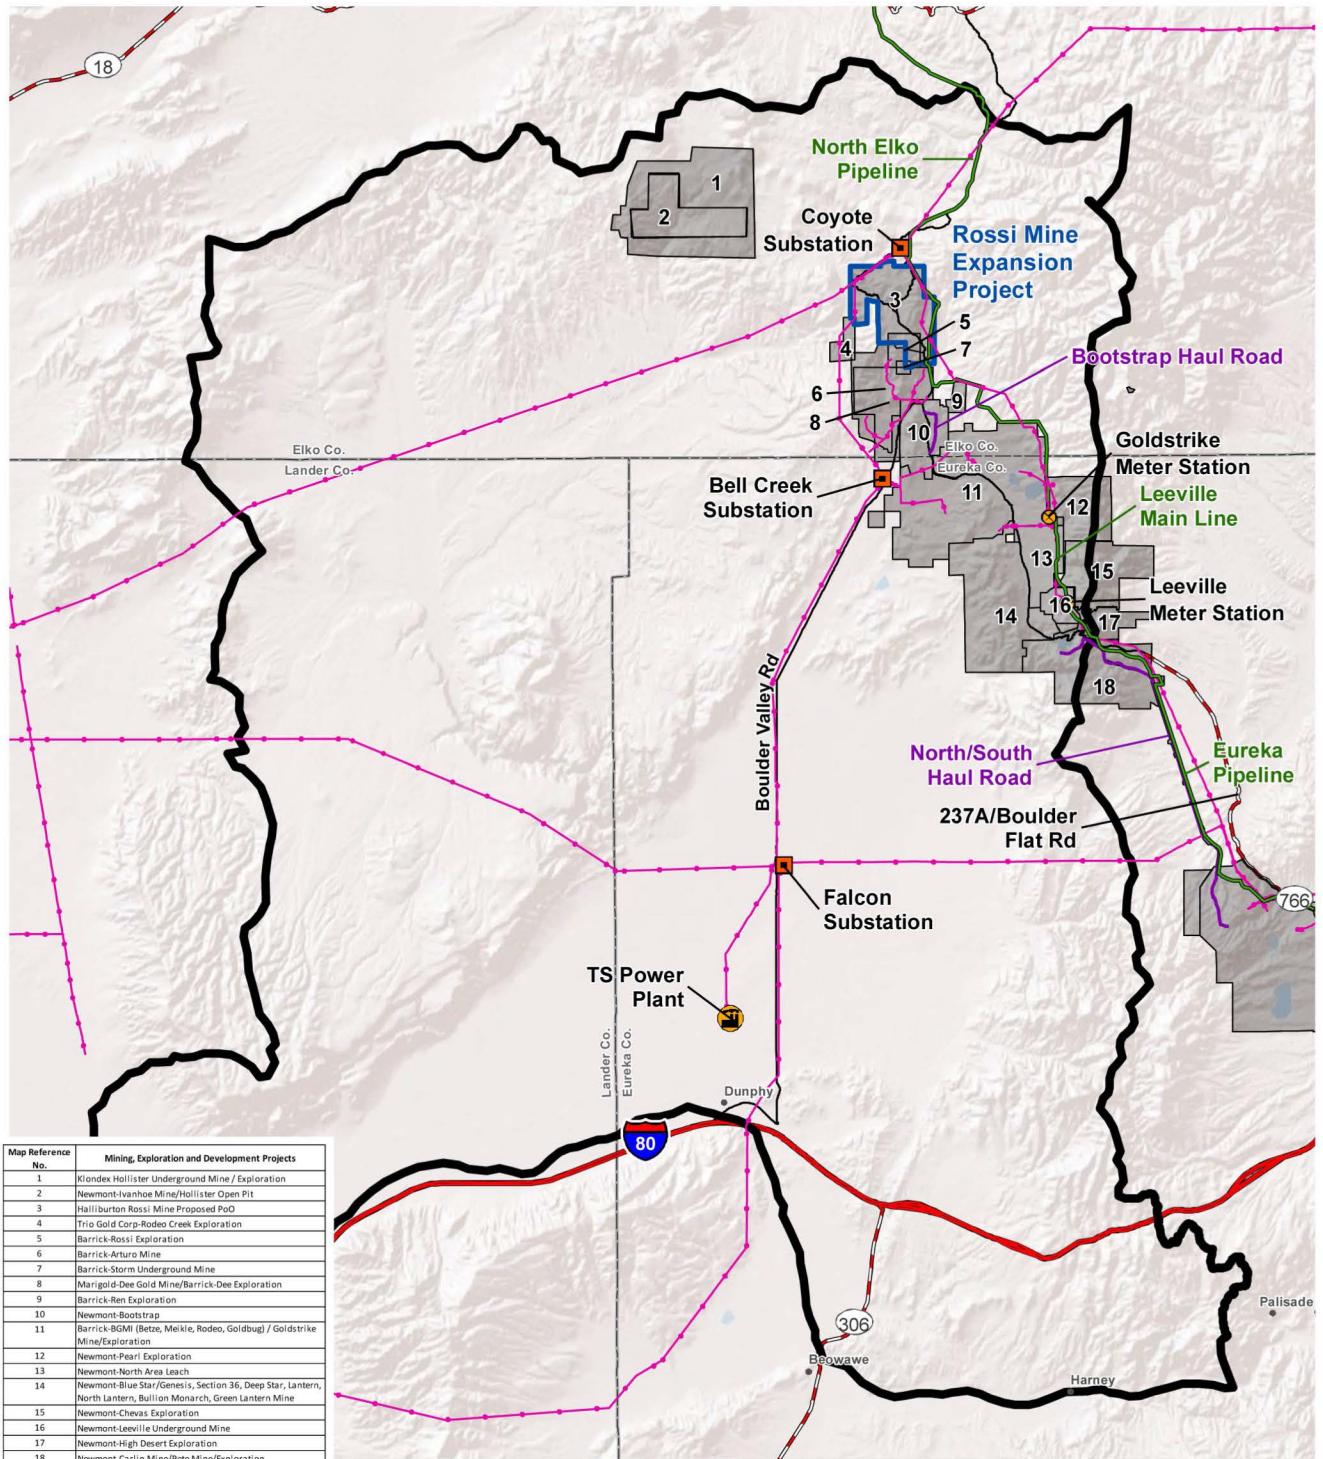 18
North Elko
Pipeline
1
2
Coyote
Substation
Rossi Mine
Expansion
Project
3
5
4
7
Bootstrap Haul Road
6
9
8
10
Elko Co.
Lander Co.
Elko Co.
Eureka Co.
Goldstrike
Meter Station
Bell Creek
Substation
11
12
Leeville
Main Line
13
15
Leeville
Meter Station
16
14
17
18
Boulder Valley Rd
North/South
Haul Road
Eureka
Pipeline
237A/Boulder
Flat Rd
766
Falcon
Substation
TS Power
Plant
Lander Co.
Eureka Co.
Dunphy
80
306
Palisade
Beowawe
Harney
Map Reference No. Mining, Exploration and Development Projects
1 Klondex Hollister Underground Mine / Exploration
2 Newmont-Ivanhoe Mine/Hollister Open Pit
3 Halliburton Rossi Mine Proposed PoO
4 Trio Gold Corp-Rodeo Creek Exploration
5 Barrick-Rossi Exploration
6 Barrick-Arturo Mine
7 Barrick-Storm Underground Mine
8 Marigold-Dee Gold Mine/Barrick-Dee Exploration
9 Barrick-Ren Exploration
10 Newmont-Bootstrap
11 Barrick-BGMI (Betze, Meikle, Rodeo, Goldbug) / Goldstrike
Mine/Exploration
12 Newmont-Pearl Exploration
13 Newmont-North Area Leach
14 Newmont-Blue Star/Genesis, Section 36, Deep Star, Lantern,
North Lantern, Bullion Monarch, Green Lantern Mine
15 Newmont-Chevas Exploration
16 Newmont-Leeville Underground Mine
17 Newmont-High Desert Exploration
18 Newmont-Carlin Mine/Pete Mine/Exploration